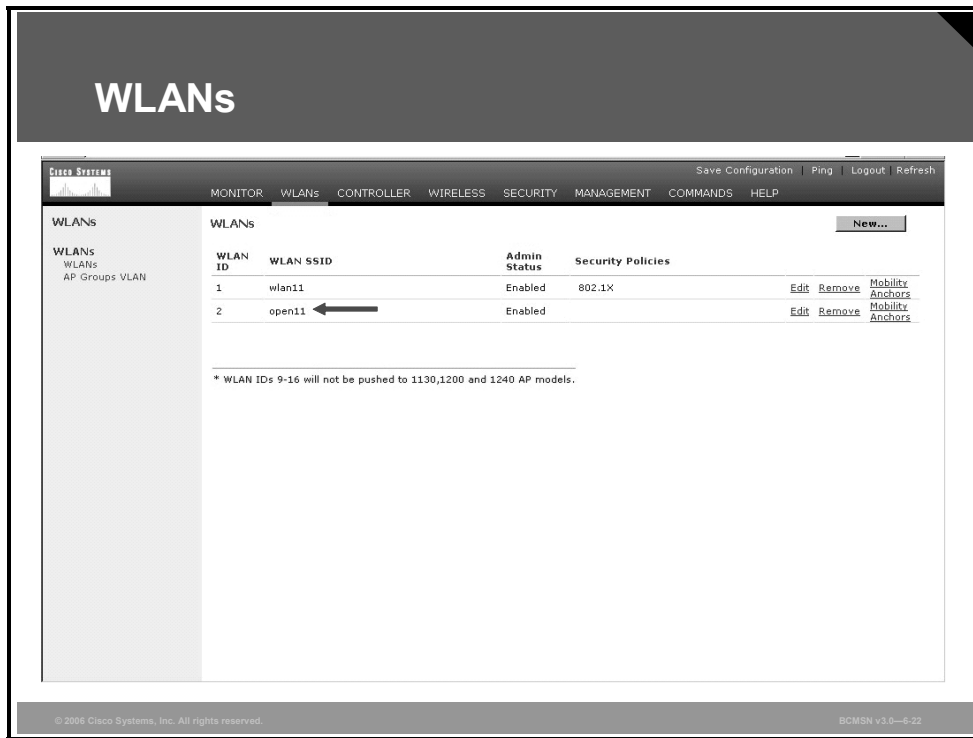 WLANs
CISCO SYSTEMS
Save Configuration | Ping | Logout | Refresh
MONITOR WLANs CONTROLLER WIRELESS SECURITY MANAGEMENT COMMANDS HELP
WLANs
WLANs
WLANs
AP Groups VLAN
WLANs
New...
WLAN ID WLAN SSID Admin Status Security Policies
1 wlan11 Enabled 802.1X Edit Remove Mobility Anchors
2 open11 Enabled Edit Remove Mobility Anchors
* WLAN IDs 9-16 will not be pushed to 1130,1200 and 1240 AP models.
© 2006 Cisco Systems, Inc. All rights reserved.
BCMSN v3.0—6-22